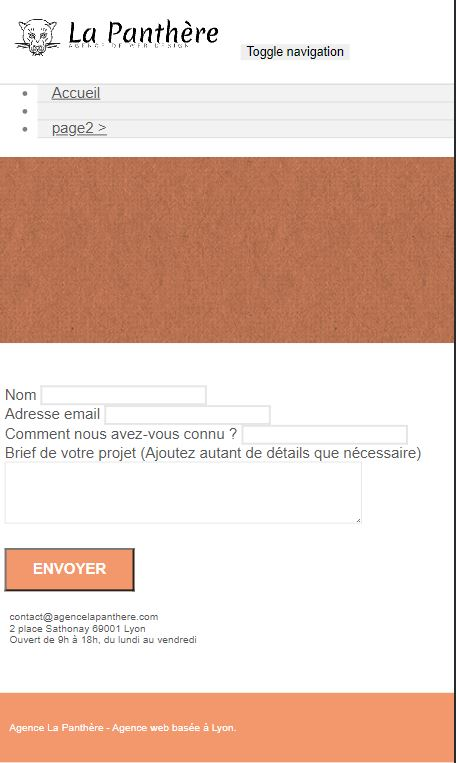 La Panthère
AGENCE DE WEB DESIGN
Toggle navigation
Accueil
page2 >
Nom
Adresse email
Comment nous avez-vous connu ?
Brief de votre projet (Ajoutez autant de détails que nécessaire)
ENVOYER
contact@agencelapanthere.com
2 place Sathonay 69001 Lyon
Ouvert de 9h à 18h, du lundi au vendredi
Agence La Panthère - Agence web basée à Lyon.